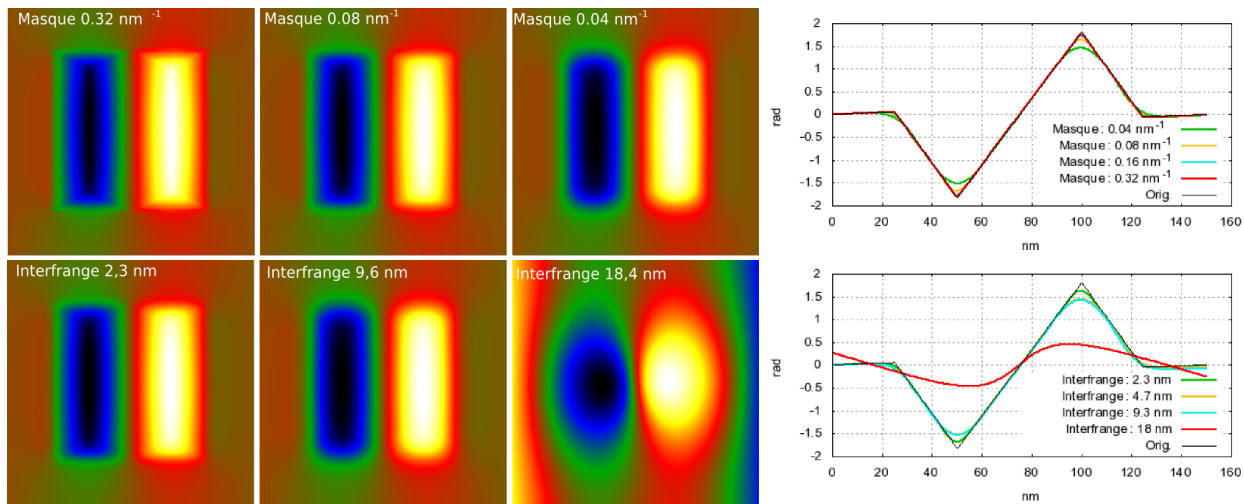 Masque 0.32 nm⁻¹
Masque 0.08 nm⁻¹
Masque 0.04 nm⁻¹
2
1.5
1
0.5
0
-0.5
-1
-1.5
-2
rad
Masque : 0.04 nm⁻¹
Masque : 0.08 nm⁻¹
Masque : 0.16 nm⁻¹
Masque : 0.32 nm⁻¹
Orig.
0 20 40 60 80 100 120 140 160
nm
Interfrange 2,3 nm
Interfrange 9,6 nm
Interfrange 18,4 nm
2
1.5
1
0.5
0
-0.5
-1
-1.5
-2
rad
Interfrange : 2.3 nm
Interfrange : 4.7 nm
Interfrange : 9.3 nm
Interfrange : 18 nm
Orig.
0 20 40 60 80 100 120 140 160
nm